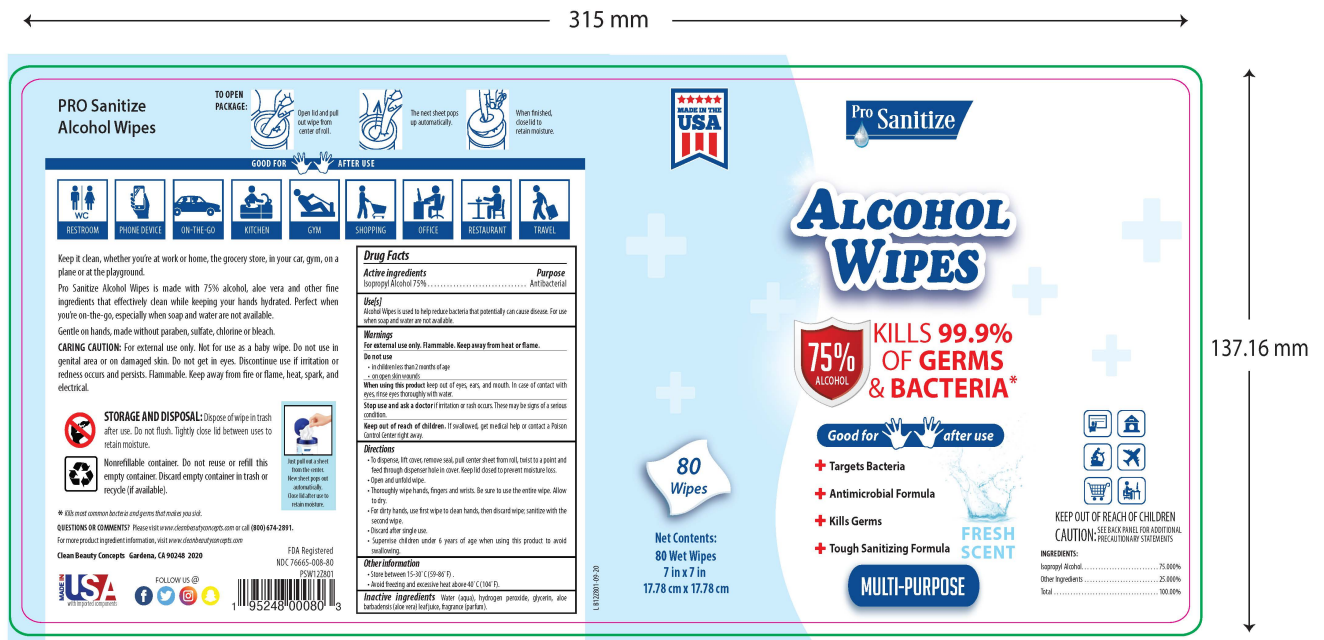 315 mm
137.16 mm
PRO Sanitize
Alcohol Wipes
TO OPEN
PACKAGE:
Open lid and pull
out wipe from
center of roll.
The next sheet pops
up automatically.
When finished,
close lid to
retain moisture.
GOOD FOR AFTER USE
WC
RESTROOM
PHONE DEVICE
ON-THE-GO
KITCHEN
GYM
SHOPPING
OFFICE
RESTAURANT
TRAVEL
Keep it clean, whether you're at work or home, the grocery store, in your car, gym, on a
plane or at the playground.
Pro Sanitize Alcohol Wipes is made with 75% alcohol, aloe vera and other fine
ingredients that effectively clean while keeping your hands hydrated. Perfect when
you're on-the-go, especially when soap and water are not available.
Gentle on hands, made without paraben, sulfate, chlorine or bleach.
CARING CAUTION: For external use only. Not for use as a baby wipe. Do not use in
genital area or on damaged skin. Do not get in eyes. Discontinue use if irritation or
redness occurs and persists. Flammable. Keep away from fire or flame, heat, spark, and
electrical.
STORAGE AND DISPOSAL: Dispose of wipe in trash
after use. Do not flush. Tightly close lid between uses to
retain moisture.
Nonrefillable container. Do not reuse or refill this
empty container. Discard empty container in trash or
recycle (if available).
Just pull out a sheet
from the center.
New sheet pops out
automatically.
Close lid after use to
retain moisture.
* Kills most common bacteria and germs that makes you sick.
QUESTIONS OR COMMENTS? Please visit www.cleanbeautyconcepts.com or call (800) 674-2891.
For more product ingredient information, visit www.cleanbeautyconcepts.com
Clean Beauty Concepts Gardena, CA 90248 2020
FDA Registered
NDC 76665-008-80
PSW12Z801
MADE IN
USA
with imported components
FOLLOW US @
1 95248 00080 3
Drug Facts
Active ingredients Purpose
Isopropyl Alcohol 75%.............................. Antibacterial
Use[s]
Alcohol Wipes is used to help reduce bacteria that potentially can cause disease. For use
when soap and water are not available.
Warnings
For external use only. Flammable. Keep away from heat or flame.
Do not use
• in children less than 2 months of age
• on open skin wounds
When using this product keep out of eyes, ears, and mouth. In case of contact with
eyes, rinse eyes thoroughly with water.
Stop use and ask a doctor if irritation or rash occurs. These may be signs of a serious
condition.
Keep out of reach of children. If swallowed, get medical help or contact a Poison
Control Center right away.
Directions
• To dispense, lift cover, remove seal, pull center sheet from roll, twist to a point and
feed through dispenser hole in cover. Keep lid closed to prevent moisture loss.
• Open and unfold wipe.
• Thoroughly wipe hands, fingers and wrists. Be sure to use the entire wipe. Allow
to dry.
• For dirty hands, use first wipe to clean hands, then discard wipe; sanitize with the
second wipe.
• Discard after single use.
• Supervise children under 6 years of age when using this product to avoid
swallowing.
Other information
• Store between 15-30˚C (59-86˚F) .
• Avoid freezing and excessive heat above 40˚C (104˚F).
Inactive ingredients Water (aqua), hydrogen peroxide, glycerin, aloe
barbadensis (aloe vera) leaf juice, fragrance (parfum).
L 8122801-09-20
MADE IN THE
USA
80
Wipes
Net Contents:
80 Wet Wipes
7 in x 7 in
17.78 cm x 17.78 cm
Pro Sanitize
ALCOHOL
WIPES
75%
ALCOHOL
KILLS 99.9%
OF GERMS
& BACTERIA*
Good for after use
+ Targets Bacteria
+ Antimicrobial Formula
+ Kills Germs
+ Tough Sanitizing Formula
FRESH
SCENT
MULTI-PURPOSE
KEEP OUT OF REACH OF CHILDREN
CAUTION: SEE BACK PANEL FOR ADDITIONAL
PRECAUTIONARY STATEMENTS
INGREDIENTS:
Isopropyl Alcohol.......................75.000%
Other Ingredients.......................25.000%
Total................................100.00%